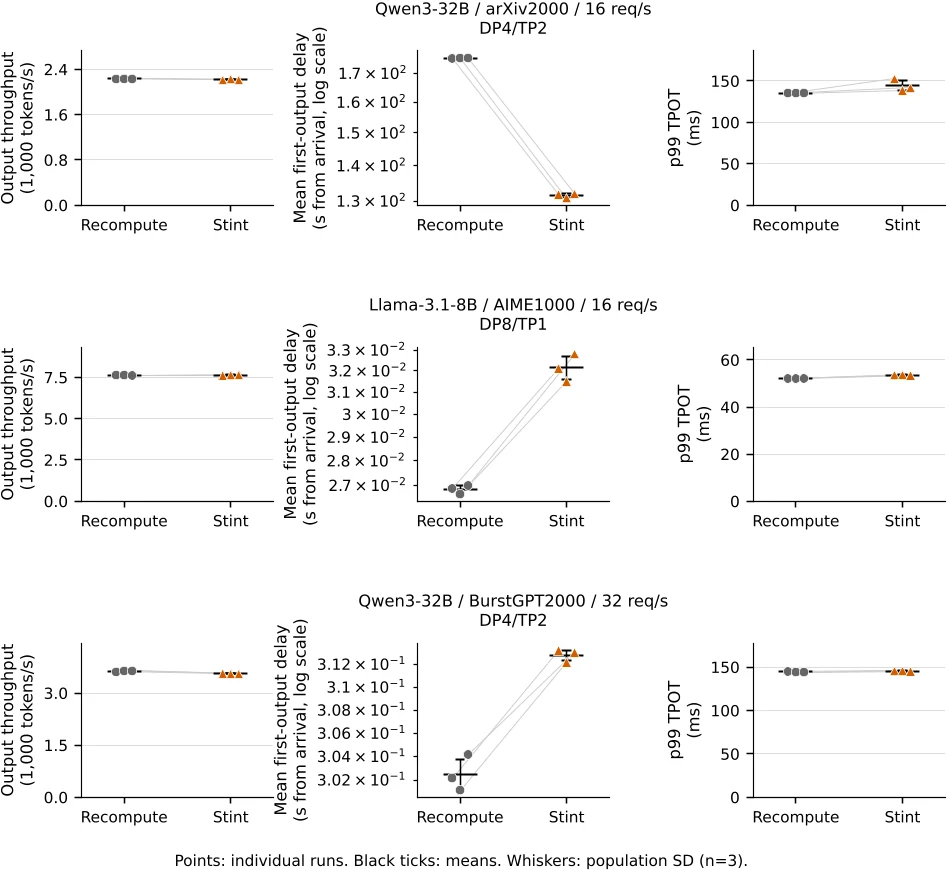 Qwen3-32B / arXiv2000 / 16 req/s
DP4/TP2
Output throughput
(1,000 tokens/s)
2.4
1.6
0.8
0.0
Recompute
Stint
Mean first-output delay
(s from arrival, log scale)
1.7 × 10²
1.6 × 10²
1.5 × 10²
1.4 × 10²
1.3 × 10²
Recompute
Stint
p99 TPOT
(ms)
150
100
50
0
Recompute
Stint
Llama-3.1-8B / AIME1000 / 16 req/s
DP8/TP1
Output throughput
(1,000 tokens/s)
7.5
5.0
2.5
0.0
Recompute
Stint
Mean first-output delay
(s from arrival, log scale)
3.3 × 10⁻²
3.2 × 10⁻²
3.1 × 10⁻²
3 × 10⁻²
2.9 × 10⁻²
2.8 × 10⁻²
2.7 × 10⁻²
Recompute
Stint
p99 TPOT
(ms)
60
40
20
0
Recompute
Stint
Qwen3-32B / BurstGPT2000 / 32 req/s
DP4/TP2
Output throughput
(1,000 tokens/s)
3.0
1.5
0.0
Recompute
Stint
Mean first-output delay
(s from arrival, log scale)
3.12 × 10⁻¹
3.1 × 10⁻¹
3.08 × 10⁻¹
3.06 × 10⁻¹
3.04 × 10⁻¹
3.02 × 10⁻¹
Recompute
Stint
p99 TPOT
(ms)
150
100
50
0
Recompute
Stint
Points: individual runs. Black ticks: means. Whiskers: population SD (n=3).